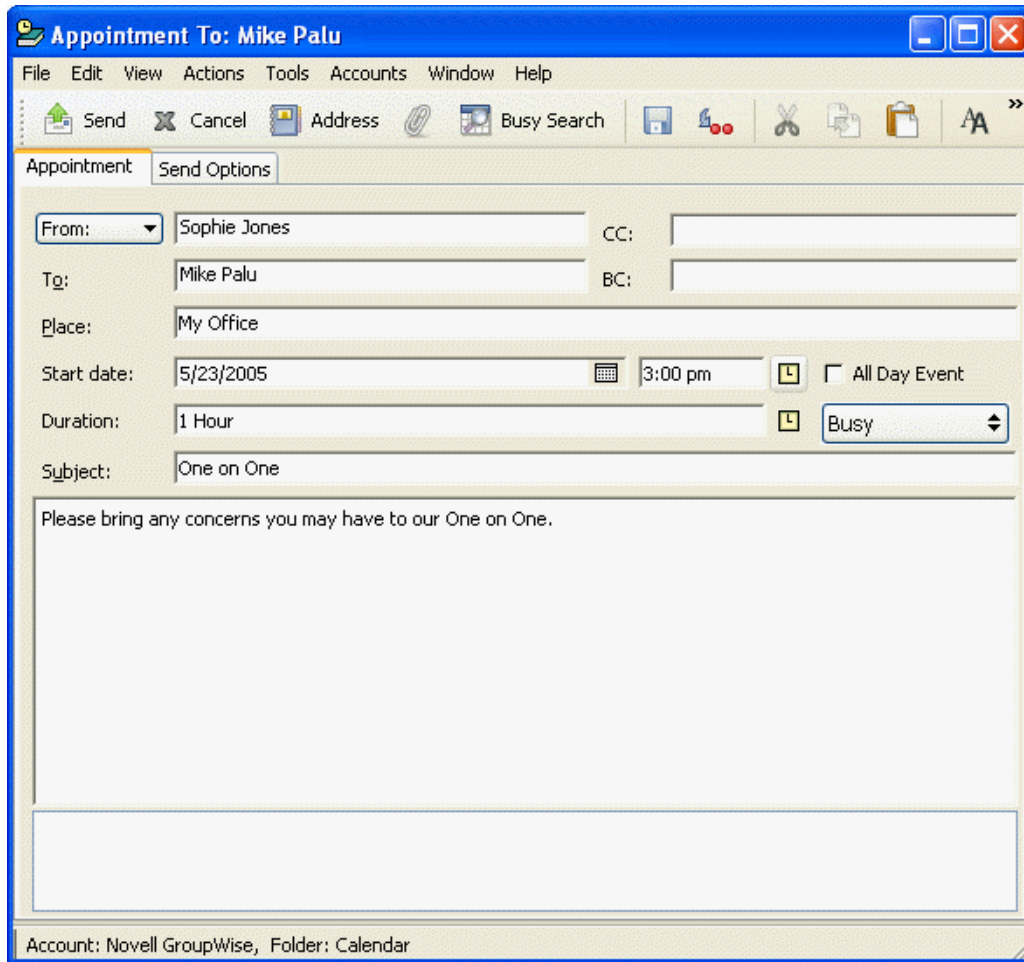 Appointment To: Mike Palu
File Edit View Actions Tools Accounts Window Help
Send Cancel Address Busy Search AA »
Appointment Send Options
From: Sophie Jones CC:
To: Mike Palu BC:
Place: My Office
Start date: 5/23/2005 3:00 pm All Day Event
Duration: 1 Hour Busy
Subject: One on One
Please bring any concerns you may have to our One on One.
Account: Novell GroupWise, Folder: Calendar